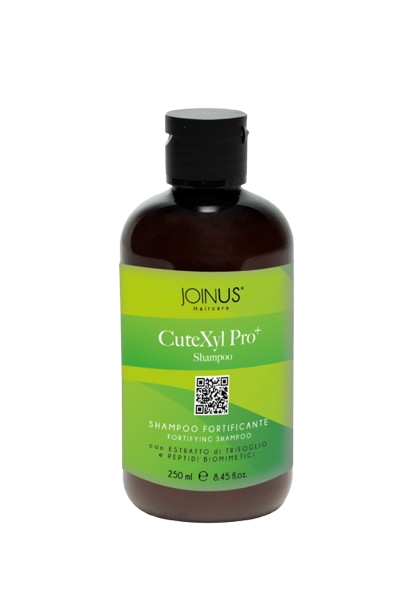 JOINUS®
Haircare
CuteXyl Pro+
Shampoo
SHAMPOO FORTIFICANTE
FORTIFYING SHAMPOO
con ESTRATTO di TRIFOGLIO
e PEPTIDI BIOMIMETICI
250 ml ℮ 8.45 fl.oz.